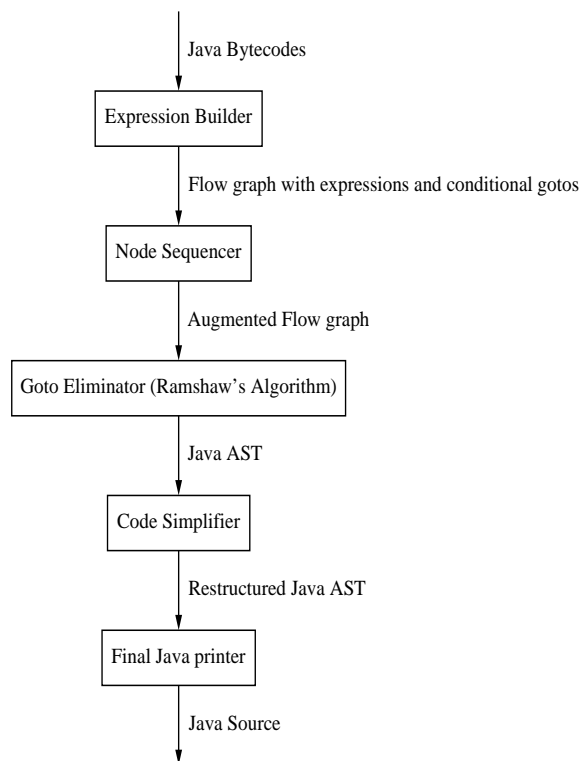 Java Bytecodes
Expression Builder
Flow graph with expressions and conditional gotos
Node Sequencer
Augmented Flow graph
Goto Eliminator (Ramshaw's Algorithm)
Java AST
Code Simplifier
Restructured Java AST
Final Java printer
Java Source